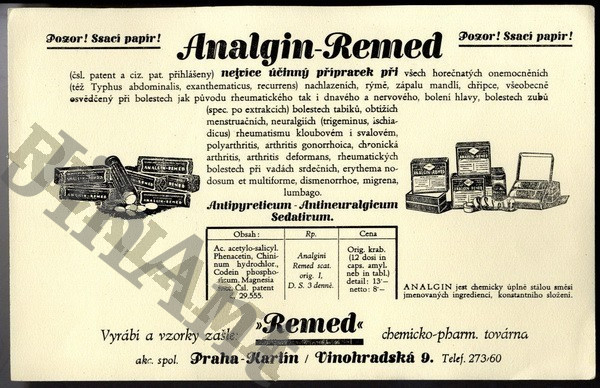 Pozor! Ssací papír!
Analgin-Remed
Pozor! Ssací papír!
(čsl. patent a ciz. pat. přihlášeny) nejvíce účinný přípravek při všech horečnatých onemocněních
(též Typhus abdominalis, exanthematicus, recurrens) nachlazeních, rýmě, zápalu mandlí, chřipce, všeobecně
osvědčený při bolestech jak původu rheumatického tak i dnavého a nervového, bolení hlavy, bolestech zubů
(spec. po extrakcích) bolestech tabiků, obtížích
menstruačních, neuralgiích (trigeminus, ischia-
dicus) rheumatismu kloubovém i svalovém,
polyarthritis, arthritis gonorrhoica, chronická
arthritis, arthritis deformans, rheumatických
bolestech při vadách srdečních, erythema no-
dosum et multiforme, dismenorrhoe, migrena,
lumbago.
Antipyreticum - Antineuralgicum
Sedativum.
Obsah:
Ac. acetylo-salicyl.
Phenacetin, Chini-
num hydrochlor.,
Codein phospho-
ricum, Magnesia
Čsl. patent
č. 29.555.
Rp.
Analgini
Remed scat.
orig. I,
D. S. 3 denně.
Cena
Orig. krab.
(12 dosi in
caps. amyl.
neb in tabl.)
detail: 13'—
netto: 8'—
ANALGIN-REMED
ANALGIN-REMED
ANALGIN jest chemicky úplně stálou směsí
jmenovaných ingrediencí, konstantního složení.
Vyrábí a vzorky zašle:
»Remed«
chemicko-pharm. továrna
akc. spol. Praha-Karlín / Vinohradská 9. Telef. 273/60